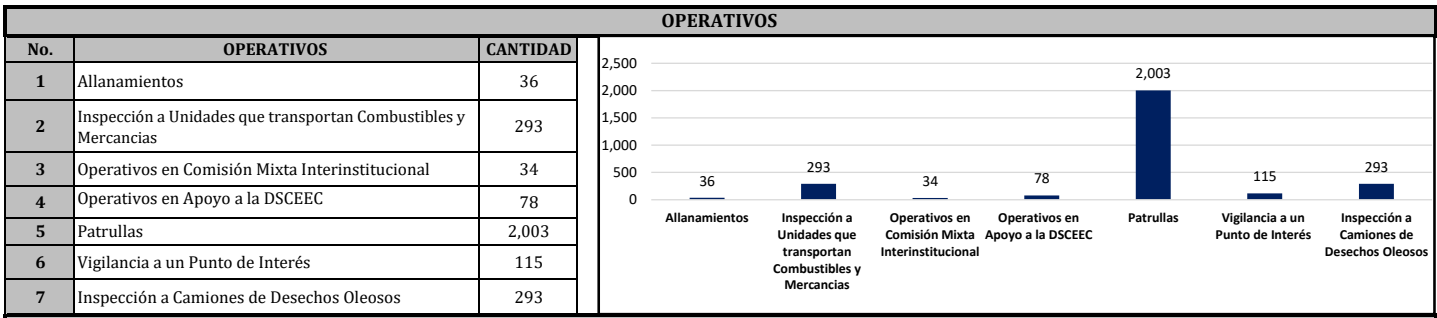 OPERATIVOS
No. OPERATIVOS CANTIDAD
1 Allanamientos 36
2 Inspección a Unidades que transportan Combustibles y
Mercancias 293
3 Operativos en Comisión Mixta Interinstitucional 34
4 Operativos en Apoyo a la DSCEEC 78
5 Patrullas 2,003
6 Vigilancia a un Punto de Interés 115
7 Inspección a Camiones de Desechos Oleosos 293
2,500
2,000
1,500
1,000
500
0
36 293 34 78 2,003 115 293
Allanamientos
Inspección a
Unidades que
transportan
Combustibles y
Mercancias
Operativos en
Comisión Mixta
Interinstitucional
Operativos en
Apoyo a la DSCEEC
Patrullas
Vigilancia a un
Punto de Interés
Inspección a
Camiones de
Desechos Oleosos